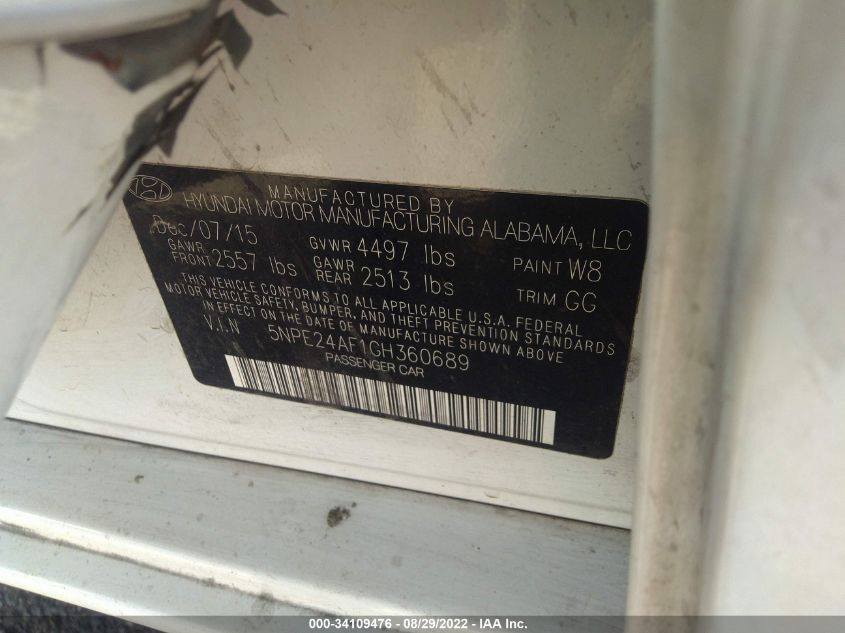 MANUFACTURED BY
HYUNDAI MOTOR MANUFACTURING ALABAMA, LLC
Dec/07/15 GVWR 4497 lbs PAINT W8
GAWR FRONT 2557 lbs GAWR REAR 2513 lbs TRIM GG
THIS VEHICLE CONFORMS TO ALL APPLICABLE U.S.A. FEDERAL
MOTOR VEHICLE SAFETY, BUMPER, AND THEFT PREVENTION STANDARDS
IN EFFECT ON THE DATE OF MANUFACTURE SHOWN ABOVE
V.I.N 5NPE24AF1GH360689
PASSENGER CAR
000-34109476 - 08/29/2022 - IAA Inc.